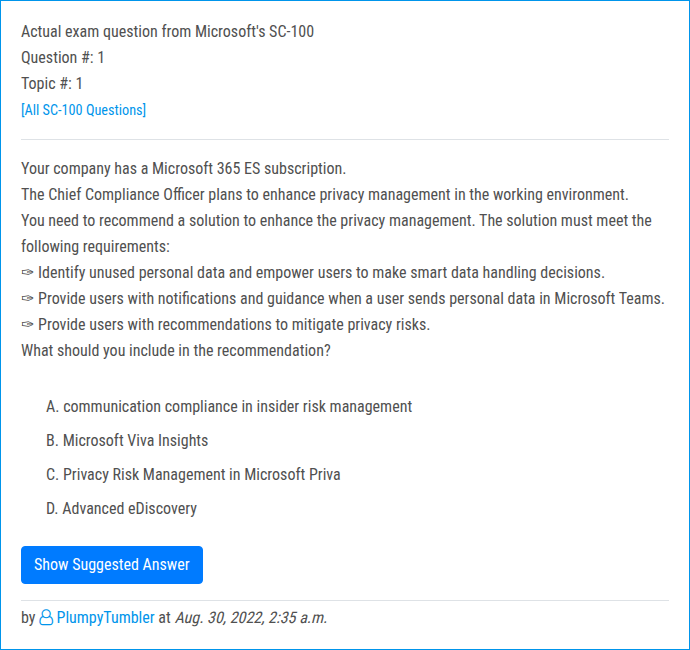 Actual exam question from Microsoft's SC-100
Question #: 1
Topic #: 1
[All SC-100 Questions]
Your company has a Microsoft 365 ES subscription.
The Chief Compliance Officer plans to enhance privacy management in the working environment.
You need to recommend a solution to enhance the privacy management. The solution must meet the
following requirements:
✑ Identify unused personal data and empower users to make smart data handling decisions.
✑ Provide users with notifications and guidance when a user sends personal data in Microsoft Teams.
✑ Provide users with recommendations to mitigate privacy risks.
What should you include in the recommendation?
A. communication compliance in insider risk management
B. Microsoft Viva Insights
C. Privacy Risk Management in Microsoft Priva
D. Advanced eDiscovery
Show Suggested Answer
by PlumpyTumbler at Aug. 30, 2022, 2:35 a.m.